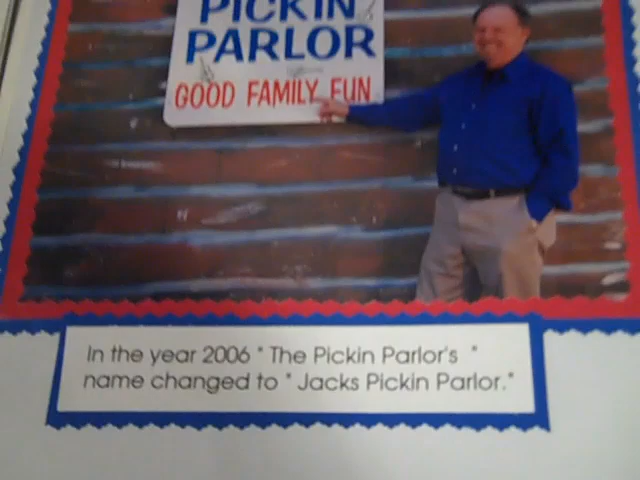 PICKIN
PARLOR
GOOD FAMILY FUN
In the year 2006 " The Pickin Parlor's "
name changed to " Jacks Pickin Parlor."